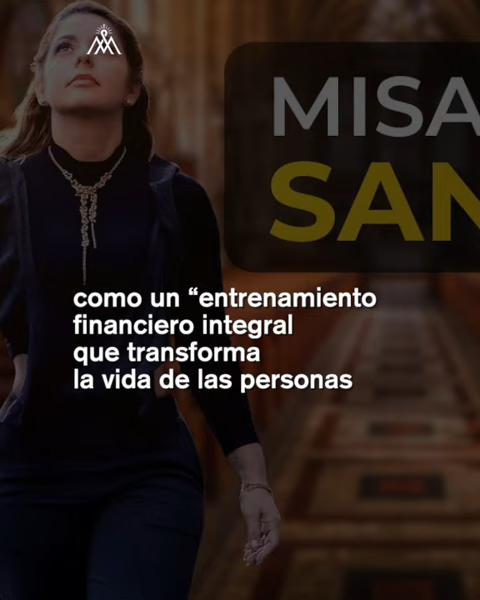 MISA
SAN
como un “entrenamiento
financiero integral
que transforma
la vida de las personas